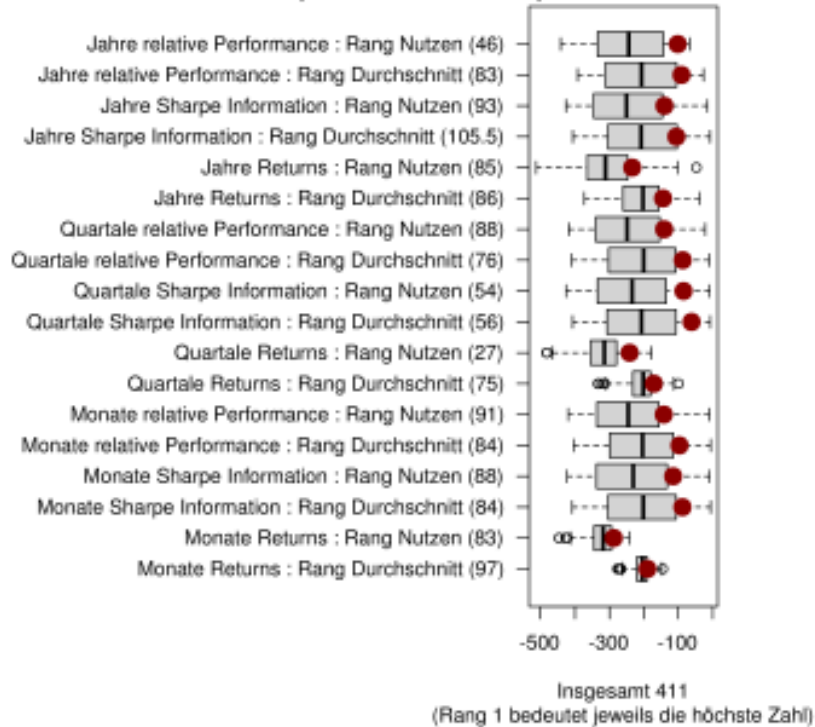 Jahre relative Performance : Rang Nutzen (46)
Jahre relative Performance : Rang Durchschnitt (83)
Jahre Sharpe Information : Rang Nutzen (93)
Jahre Sharpe Information : Rang Durchschnitt (105.5)
Jahre Returns : Rang Nutzen (85)
Jahre Returns : Rang Durchschnitt (86)
Quartale relative Performance : Rang Nutzen (88)
Quartale relative Performance : Rang Durchschnitt (76)
Quartale Sharpe Information : Rang Nutzen (54)
Quartale Sharpe Information : Rang Durchschnitt (56)
Quartale Returns : Rang Nutzen (27)
Quartale Returns : Rang Durchschnitt (75)
Monate relative Performance : Rang Nutzen (91)
Monate relative Performance : Rang Durchschnitt (84)
Monate Sharpe Information : Rang Nutzen (88)
Monate Sharpe Information : Rang Durchschnitt (84)
Monate Returns : Rang Nutzen (83)
Monate Returns : Rang Durchschnitt (97)
-500 -300 -100
Insgesamt 411
(Rang 1 bedeutet jeweils die höchste Zahl)